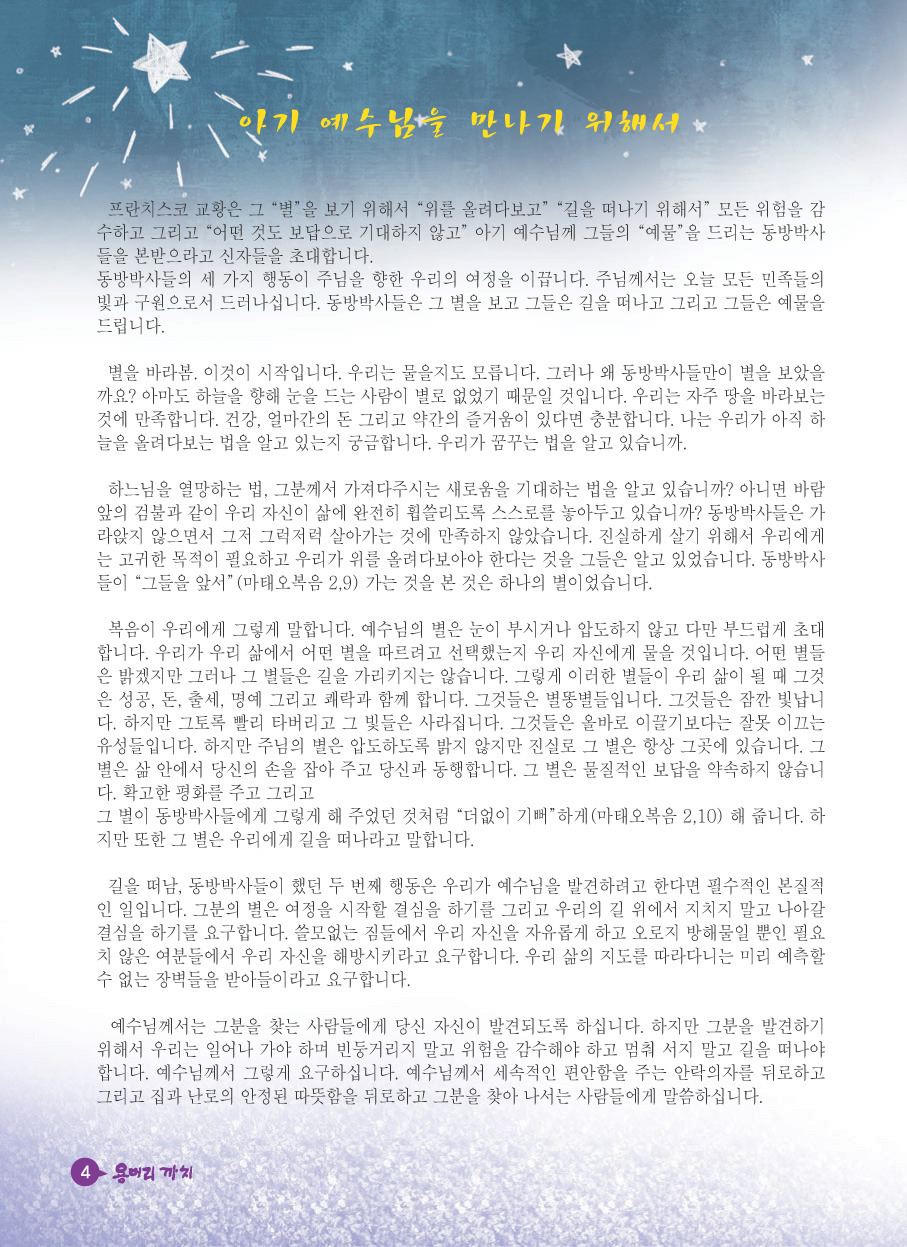 아기 예수님을 만나기 위해서
프란치스코 교황은 그 “별”을 보기 위해서 “위를 올려다보고” “길을 떠나기 위해서” 모든 위험을 감
수하고 그리고 “어떤 것도 보답으로 기대하지 않고” 아기 예수님께 그들의 “예물”을 드리는 동방박사
들을 본받으라고 신자들을 초대합니다.
동방박사들의 세 가지 행동이 주님을 향한 우리의 여정을 이끕니다. 주님께서는 오늘 모든 민족들의
빛과 구원으로서 드러나십니다. 동방박사들은 그 별을 보고 그들은 길을 떠나고 그리고 그들은 예물을
드립니다.
별을 바라봄. 이것이 시작입니다. 우리는 물을지도 모릅니다. 그러나 왜 동방박사들만이 별을 보았을
까요? 아마도 하늘을 향해 눈을 드는 사람이 별로 없었기 때문일 것입니다. 우리는 자주 땅을 바라보는
것에 만족합니다. 건강, 얼마간의 돈 그리고 약간의 즐거움이 있다면 충분합니다. 나는 우리가 아직 하
늘을 올려다보는 법을 알고 있는지 궁금합니다. 우리가 꿈꾸는 법을 알고 있습니까.
하느님을 열망하는 법, 그분께서 가져다주시는 새로움을 기대하는 법을 알고 있습니까? 아니면 바람
앞의 검불과 같이 우리 자신이 삶에 완전히 휩쓸리도록 스스로를 놓아두고 있습니까? 동방박사들은 가
라앉지 않으면서 그저 그럭저럭 살아가는 것에 만족하지 않았습니다. 진실하게 살기 위해서 우리에게
는 고귀한 목적이 필요하고 우리가 위를 올려다보아야 한다는 것을 그들은 알고 있었습니다. 동방박사
들이 “그들을 앞서”(마태오복음 2,9) 가는 것을 본 것은 하나의 별이었습니다.
복음이 우리에게 그렇게 말합니다. 예수님의 별은 눈이 부시거나 압도하지 않고 다만 부드럽게 초대
합니다. 우리가 우리 삶에서 어떤 별을 따르려고 선택했는지 우리 자신에게 물을 것입니다. 어떤 별들
은 밝겠지만 그러나 그 별들은 길을 가리키지는 않습니다. 그렇게 이러한 별들이 우리 삶이 될 때 그것
은 성공, 돈, 출세, 명예 그리고 쾌락과 함께 합니다. 그것들은 별똥별들입니다. 그것들은 잠깐 빛납니
다. 하지만 그토록 빨리 타버리고 그 빛들은 사라집니다. 그것들은 올바로 이끌기보다는 잘못 이끄는
유성들입니다. 하지만 주님의 별은 압도하도록 밝지 않지만 진실로 그 별은 항상 그곳에 있습니다. 그
별은 삶 안에서 당신의 손을 잡아 주고 당신과 동행합니다. 그 별은 물질적인 보답을 약속하지 않습니
다. 확고한 평화를 주고 그리고
그 별이 동방박사들에게 그렇게 해 주었던 것처럼 “더없이 기뻐”하게(마태오복음 2,10) 해 줍니다. 하
지만 또한 그 별은 우리에게 길을 떠나라고 말합니다.
길을 떠남, 동방박사들이 했던 두 번째 행동은 우리가 예수님을 발견하려고 한다면 필수적인 본질적
인 일입니다. 그분의 별은 여정을 시작할 결심을 하기를 그리고 우리의 길 위에서 지치지 말고 나아갈
결심을 하기를 요구합니다. 쓸모없는 짐들에서 우리 자신을 자유롭게 하고 오로지 방해물일 뿐인 필요
치 않은 여분들에서 우리 자신을 해방시키라고 요구합니다. 우리 삶의 지도를 따라다니는 미리 예측할
수 없는 장벽들을 받아들이라고 요구합니다.
예수님께서는 그분을 찾는 사람들에게 당신 자신이 발견되도록 하십니다. 하지만 그분을 발견하기
위해서 우리는 일어나 가야 하며 빈둥거리지 말고 위험을 감수해야 하고 멈춰 서지 말고 길을 떠나야
합니다. 예수님께서 그렇게 요구하십니다. 예수님께서 세속적인 편안함을 주는 안락의자를 뒤로하고
그리고 집과 난로의 안정된 따뜻함을 뒤로하고 그분을 찾아 나서는 사람들에게 말씀하십니다.
4 용머리 까치